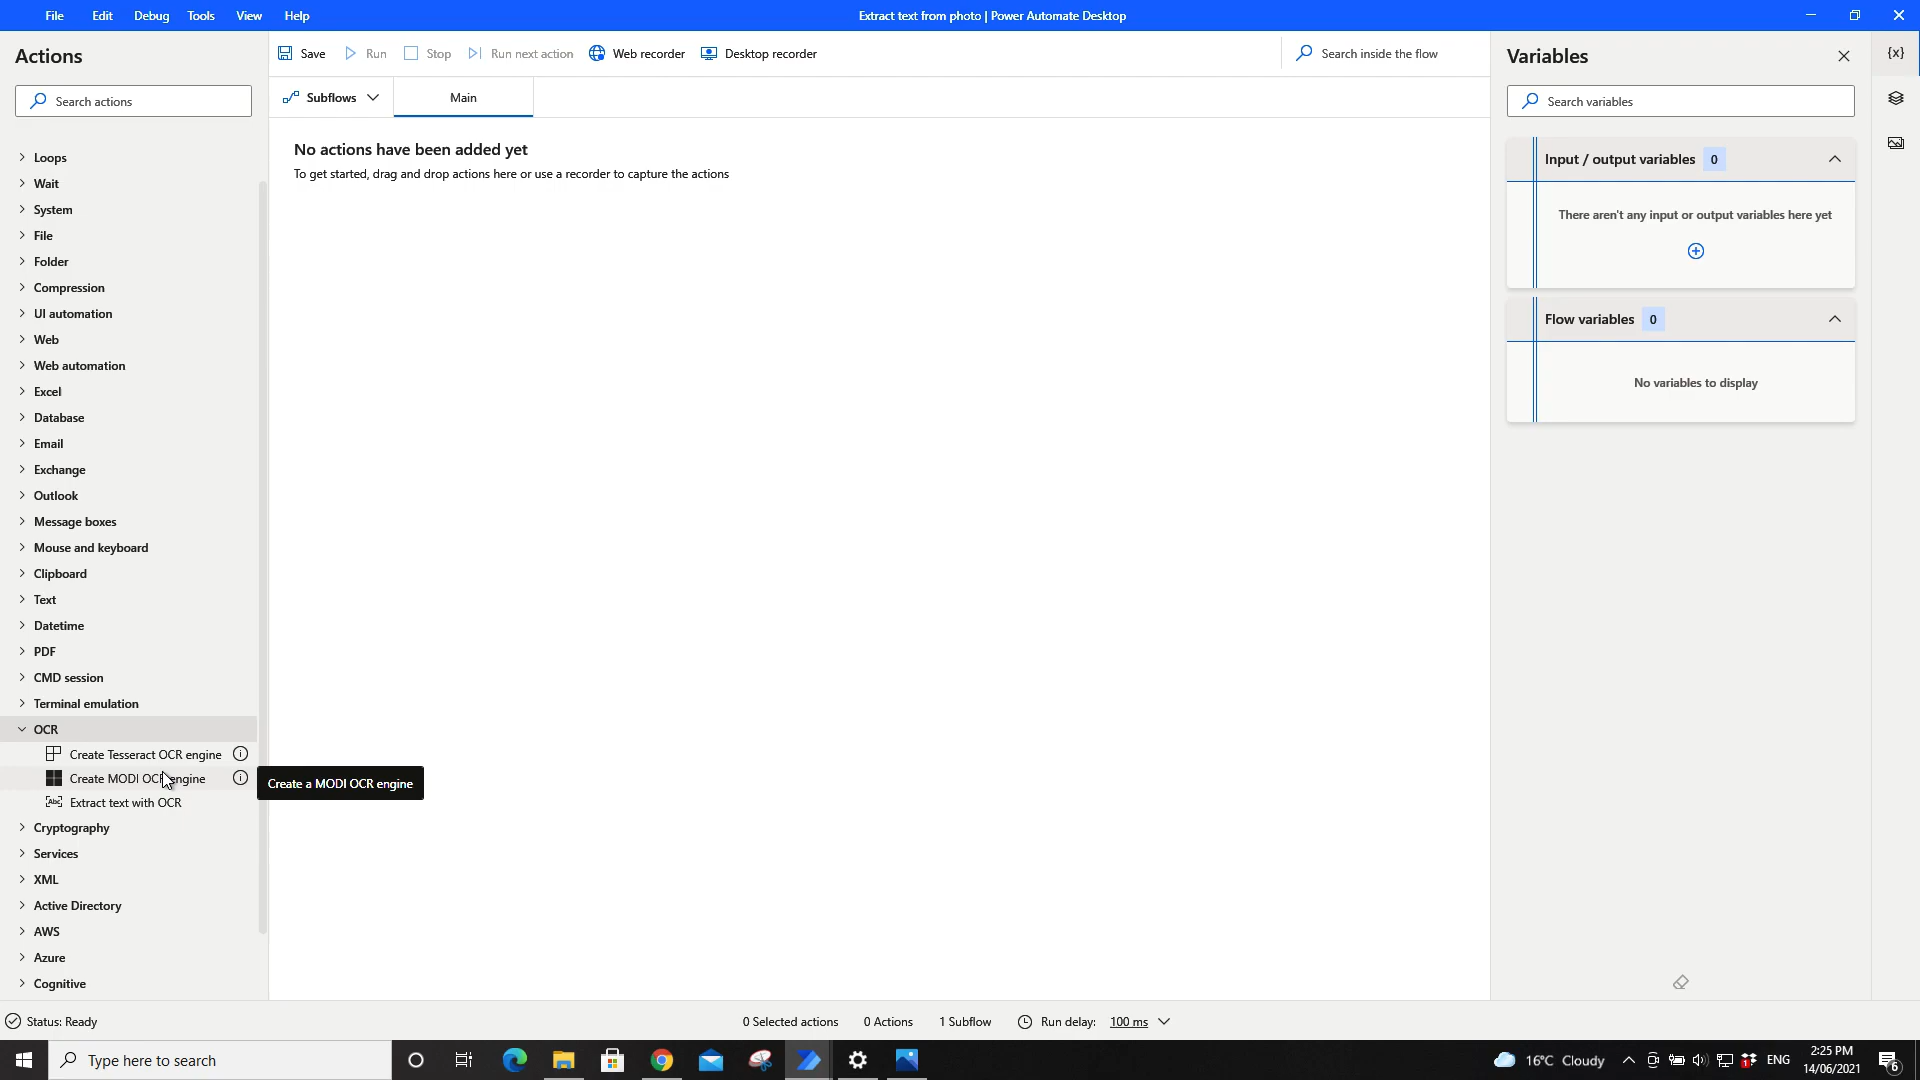 File Edit Debug Tools View Help
Extract text from photo | Power Automate Desktop
Actions
Search actions
Loops
Wait
System
File
Folder
Compression
UI automation
Web
Web automation
Excel
Database
Email
Exchange
Outlook
Message boxes
Mouse and keyboard
Clipboard
Text
Datetime
PDF
CMD session
Terminal emulation
OCR
Create Tesseract OCR engine
Create MODI OCR engine
Extract text with OCR
Cryptography
Services
XML
Active Directory
AWS
Azure
Cognitive
Create a MODI OCR engine
Save Run Stop Run next action Web recorder Desktop recorder
Search inside the flow
Subflows Main
No actions have been added yet
To get started, drag and drop actions here or use a recorder to capture the actions
Variables
{x}
Search variables
Input / output variables 0
There aren't any input or output variables here yet
Flow variables 0
No variables to display
Status: Ready
0 Selected actions 0 Actions 1 Subflow Run delay: 100 ms
Type here to search
16°C Cloudy
ENG
2:25 PM
14/06/2021
6